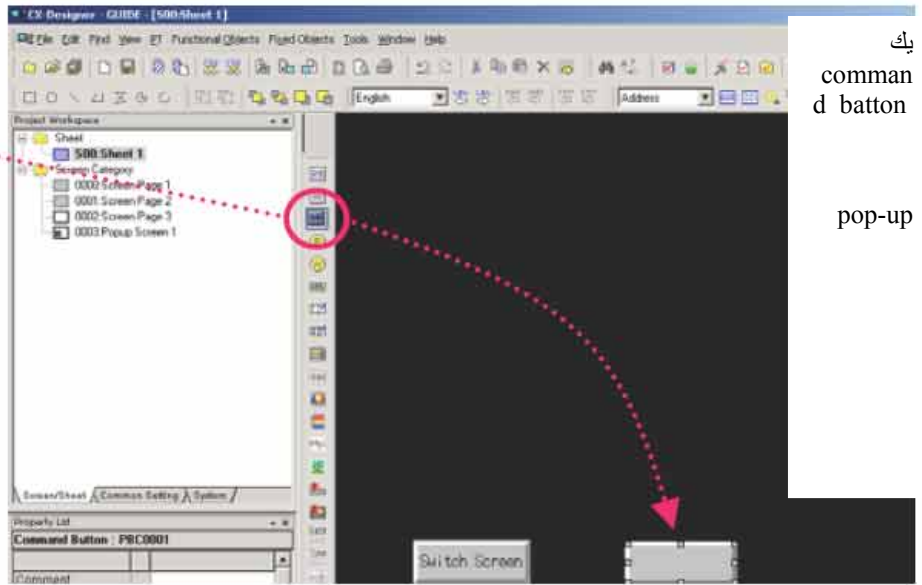 CX-Designer - GUIDE - [500:Sheet 1]
File Edit Find View PT Functional Objects Fixed Objects Tools Window Help
English
Address
Project Workspace
Sheet
500:Sheet 1
Screen Category
0000:Screen Page 1
0001:Screen Page 2
0002:Screen Page 3
0003:Popup Screen 1
Screen/Sheet
Common Setting
System
Property List
Command Button : PBC0001
Comment
Switch Screen
يك
comman
d batton
pop-up